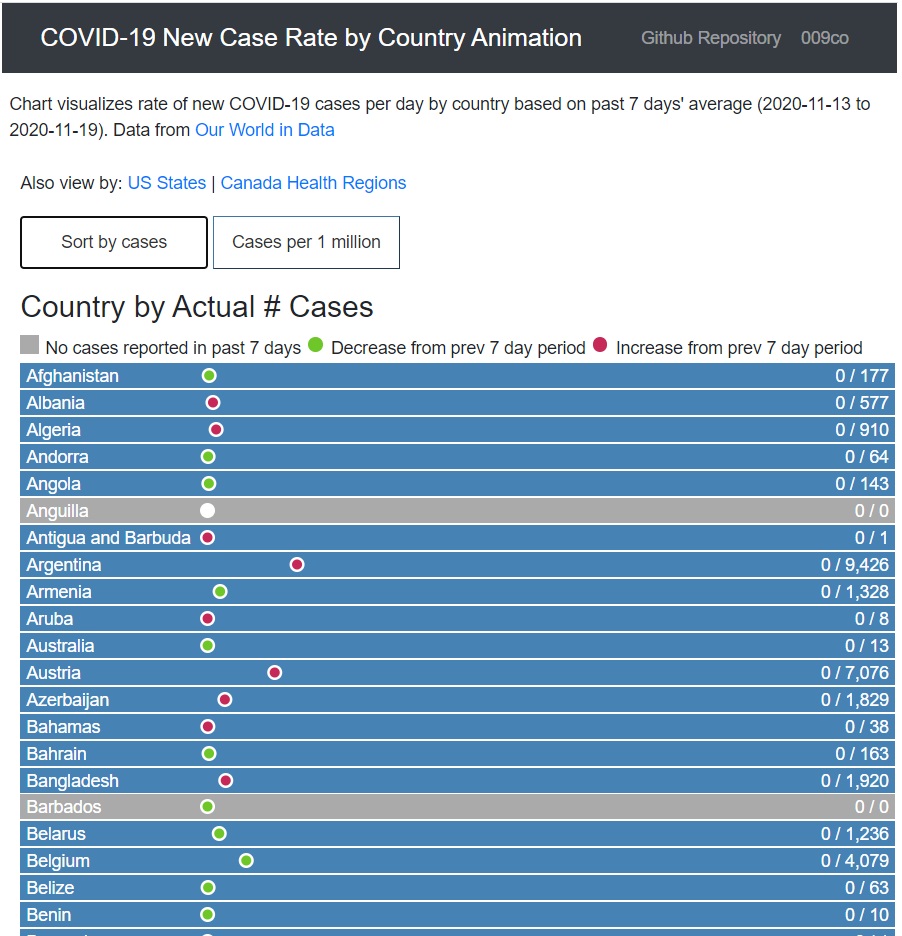 COVID-19 New Case Rate by Country Animation Github Repository 009co
Chart visualizes rate of new COVID-19 cases per day by country based on past 7 days' average (2020-11-13 to
2020-11-19). Data from Our World in Data
Also view by: US States | Canada Health Regions
Sort by cases Cases per 1 million
Country by Actual # Cases
No cases reported in past 7 days Decrease from prev 7 day period Increase from prev 7 day period
Afghanistan 0 / 177
Albania 0 / 577
Algeria 0 / 910
Andorra 0 / 64
Angola 0 / 143
Anguilla 0 / 0
Antigua and Barbuda 0 / 1
Argentina 0 / 9,426
Armenia 0 / 1,328
Aruba 0 / 8
Australia 0 / 13
Austria 0 / 7,076
Azerbaijan 0 / 1,829
Bahamas 0 / 38
Bahrain 0 / 163
Bangladesh 0 / 1,920
Barbados 0 / 0
Belarus 0 / 1,236
Belgium 0 / 4,079
Belize 0 / 63
Benin 0 / 10